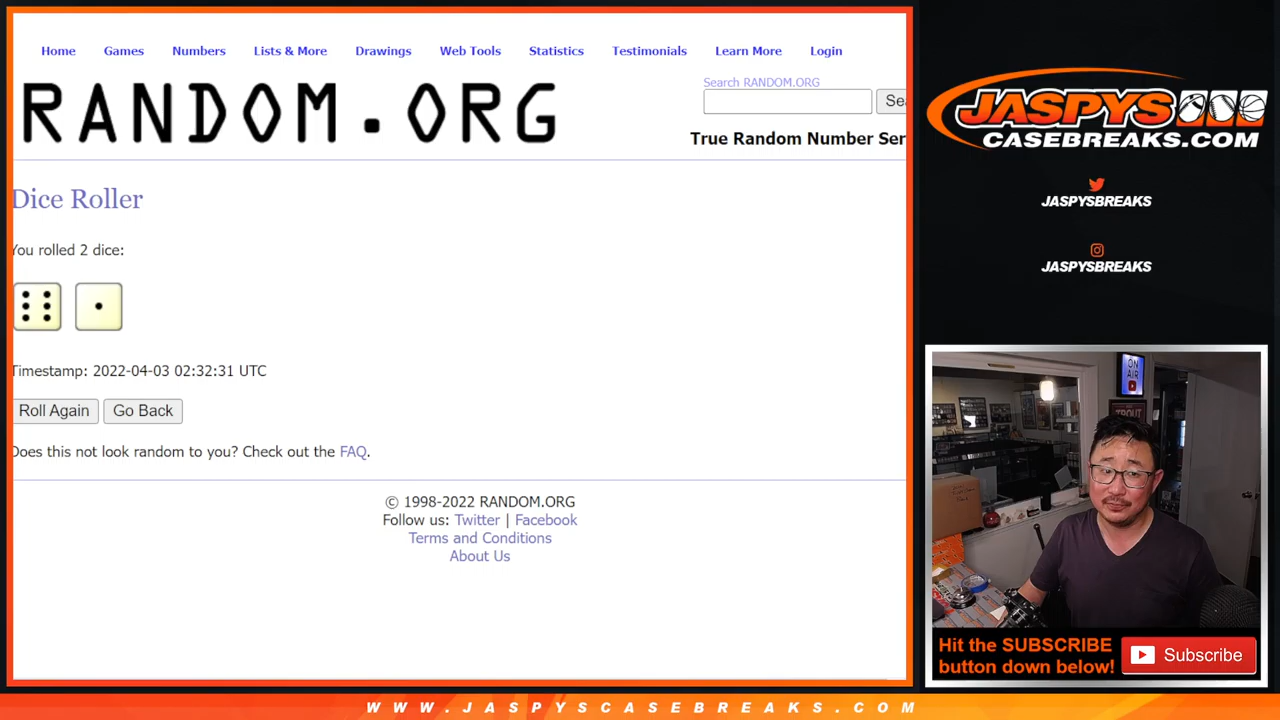 Home Games Numbers Lists & More Drawings Web Tools Statistics Testimonials Learn More Login
RANDOM.ORG
Search RANDOM.ORG
True Random Number Ser
Dice Roller
You rolled 2 dice:
Timestamp: 2022-04-03 02:32:31 UTC
Roll Again Go Back
Does this not look random to you? Check out the FAQ.
© 1998-2022 RANDOM.ORG
Follow us: Twitter | Facebook
Terms and Conditions
About Us
JASPYS
CASEBREAKS.COM
JASPYSBREAKS
JASPYSBREAKS
ON
AIR
TROUT
Hit the SUBSCRIBE
button down below!
Subscribe
WWW.JASPYSCASEBREAKS.COM